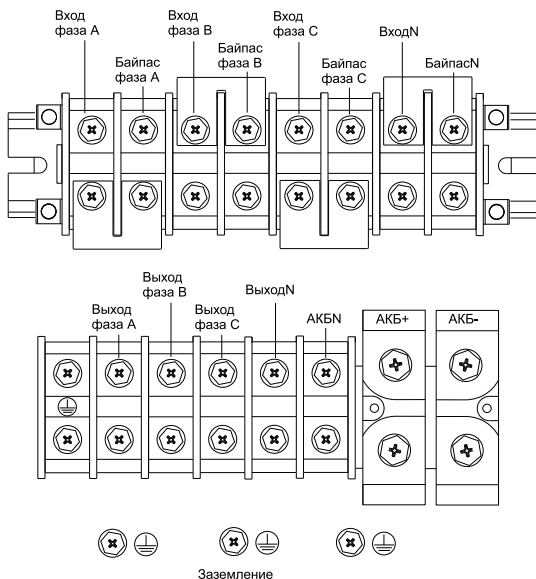 Вход
фаза А
Байпас
фаза А
Вход
фаза В
Байпас
фаза В
Вход
фаза С
Байпас
фаза С
ВходN
БайпасN
Выход
фаза А
Выход
фаза В
Выход
фаза С
ВыходN
АКБN
АКБ+
АКБ-
Заземление